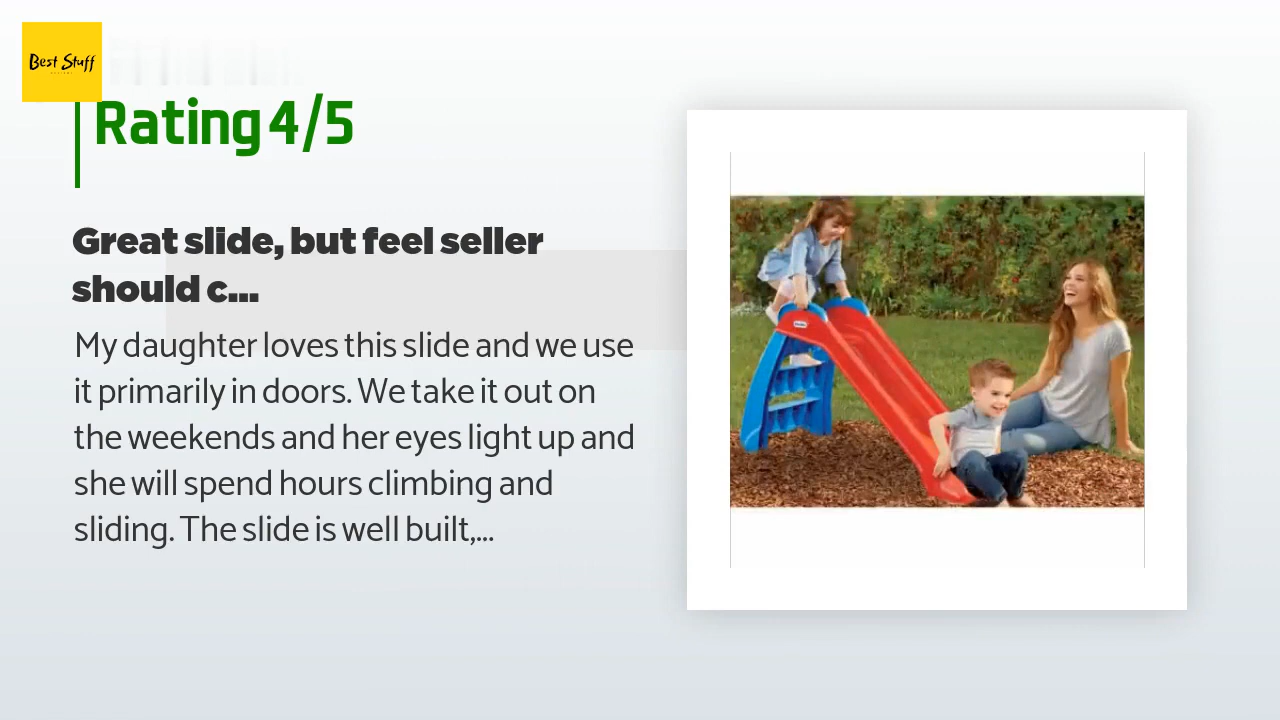 Best Stuff
Rating 4/5
Great slide, but feel seller
should c...
My daughter loves this slide and we use
it primarily in doors. We take it out on
the weekends and her eyes light up and
she will spend hours climbing and
sliding. The slide is well built,...